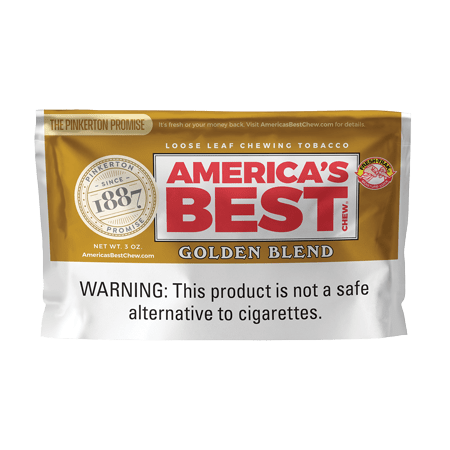 THE PINKERTON PROMISE
It's fresh or your money back. Visit AmericasBestChew.com for details.
LOOSE LEAF CHEWING TOBACCO
PINKERTON
SINCE
1887
PROMISE
AMERICA'S
BEST
CHEW
FRESH-TRAK
NET WT. 3 OZ.
AmericasBestChew.com
GOLDEN BLEND
WARNING: This product is not a safe
alternative to cigarettes.